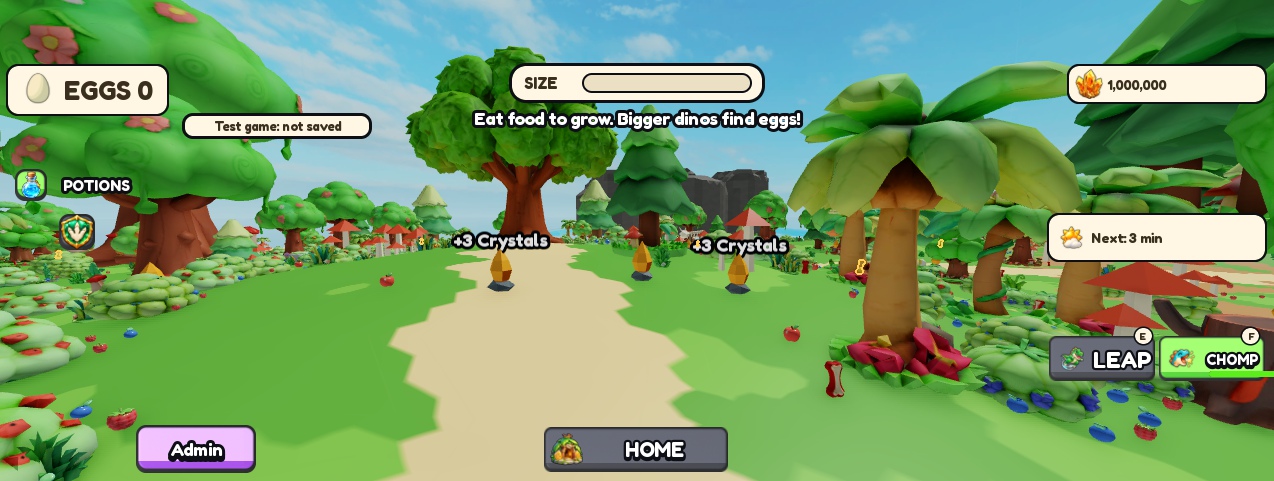 EGGS 0
SIZE
1,000,000
Eat food to grow. Bigger dinos find eggs!
Test game: not saved
POTIONS
+3 Crystals
+3 Crystals
Next: 3 min
E
F
LEAP
CHOMP
Admin
HOME